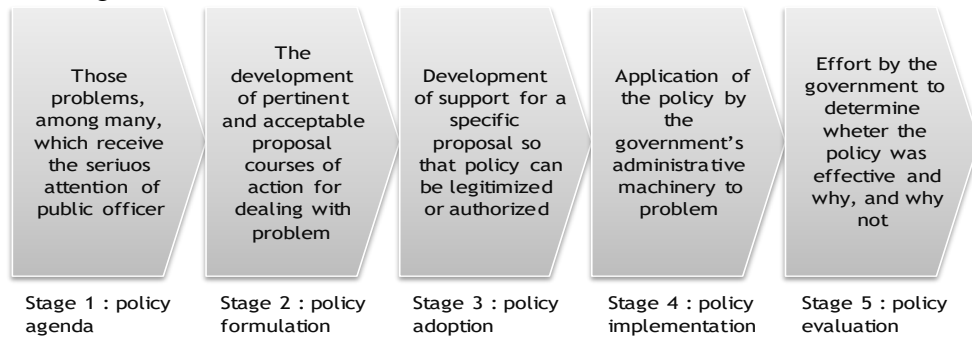 Those
problems,
among many,
which receive
the seriuos
attention of
public officer
The
development
of pertinent
and acceptable
proposal
courses of
action for
dealing with
problem
Development
of support for a
specific
proposal so
that policy can
be legitimized
or authorized
Application of
the policy by
the
government's
administrative
machinery to
problem
Effort by the
government to
determine
wheter the
policy was
effective and
why, and why
not
Stage 1 : policy
agenda
Stage 2 : policy
formulation
Stage 3 : policy
adoption
Stage 4 : policy
implementation
Stage 5 : policy
evaluation